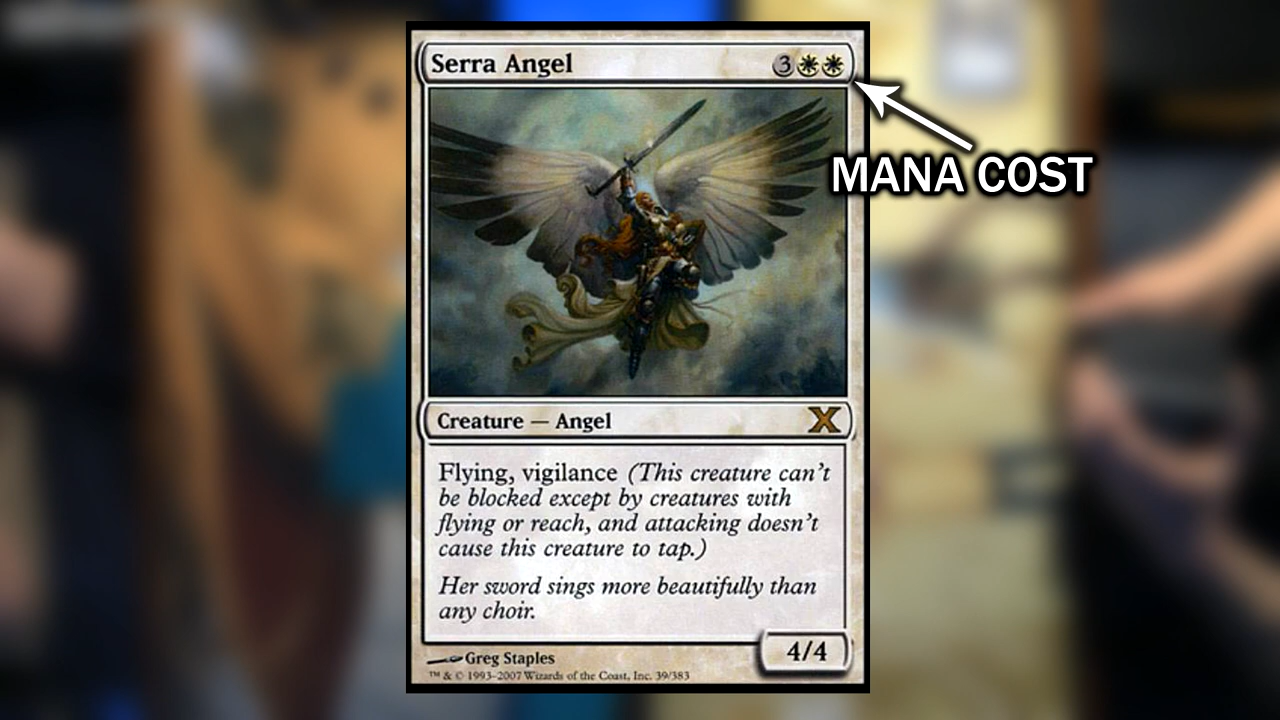 Serra Angel 3
MANA COST
Creature — Angel X
Flying, vigilance (This creature can't
be blocked except by creatures with
flying or reach, and attacking doesn't
cause this creature to tap.)
Her sword sings more beautifully than
any choir.
4/4
Greg Staples
™ & © 1993–2007 Wizards of the Coast, Inc. 39/383